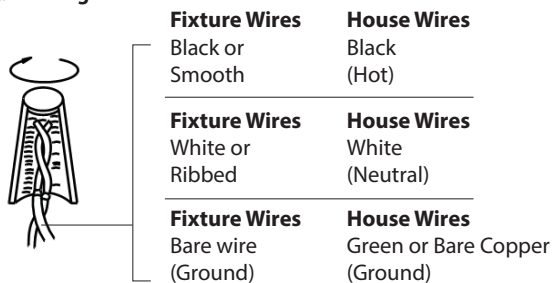 Fixture Wires House Wires
Black or Black
Smooth (Hot)
Fixture Wires House Wires
White or White
Ribbed (Neutral)
Fixture Wires House Wires
Bare wire Green or Bare Copper
(Ground) (Ground)